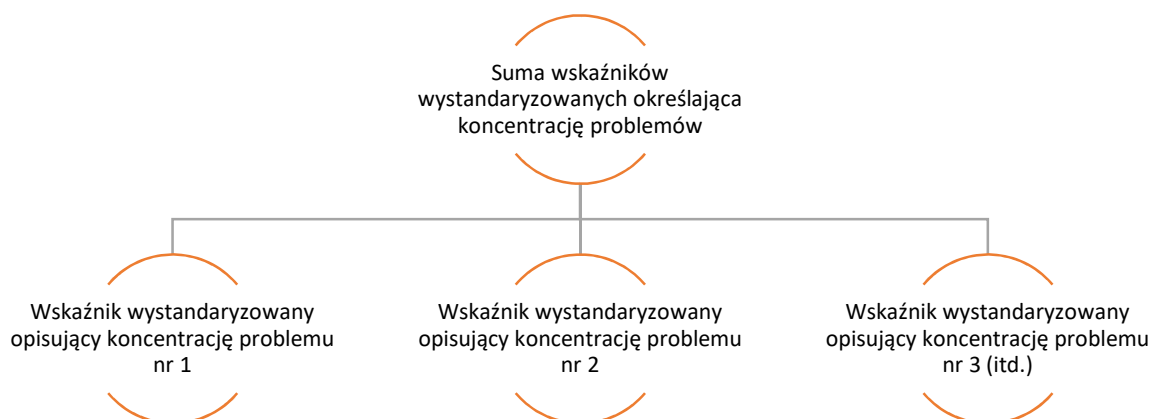 Suma wskaźników
wystandaryzowanych określająca
koncentrację problemów
Wskaźnik wystandaryzowany
opisujący koncentrację problemu
nr 1
Wskaźnik wystandaryzowany
opisujący koncentrację problemu
nr 2
Wskaźnik wystandaryzowany
opisujący koncentrację problemu
nr 3 (itd.)